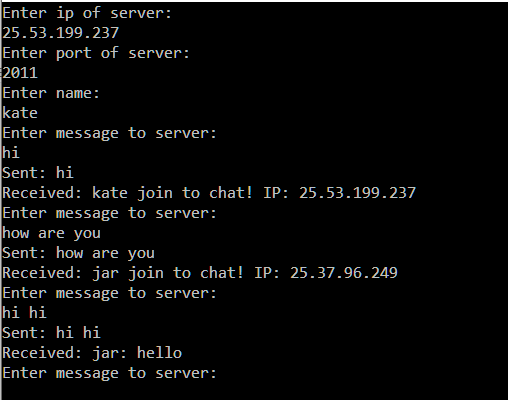 Enter ip of server:
25.53.199.237
Enter port of server:
2011
Enter name:
kate
Enter message to server:
hi
Sent: hi
Received: kate join to chat! IP: 25.53.199.237
Enter message to server:
how are you
Sent: how are you
Received: jar join to chat! IP: 25.37.96.249
Enter message to server:
hi hi
Sent: hi hi
Received: jar: hello
Enter message to server: